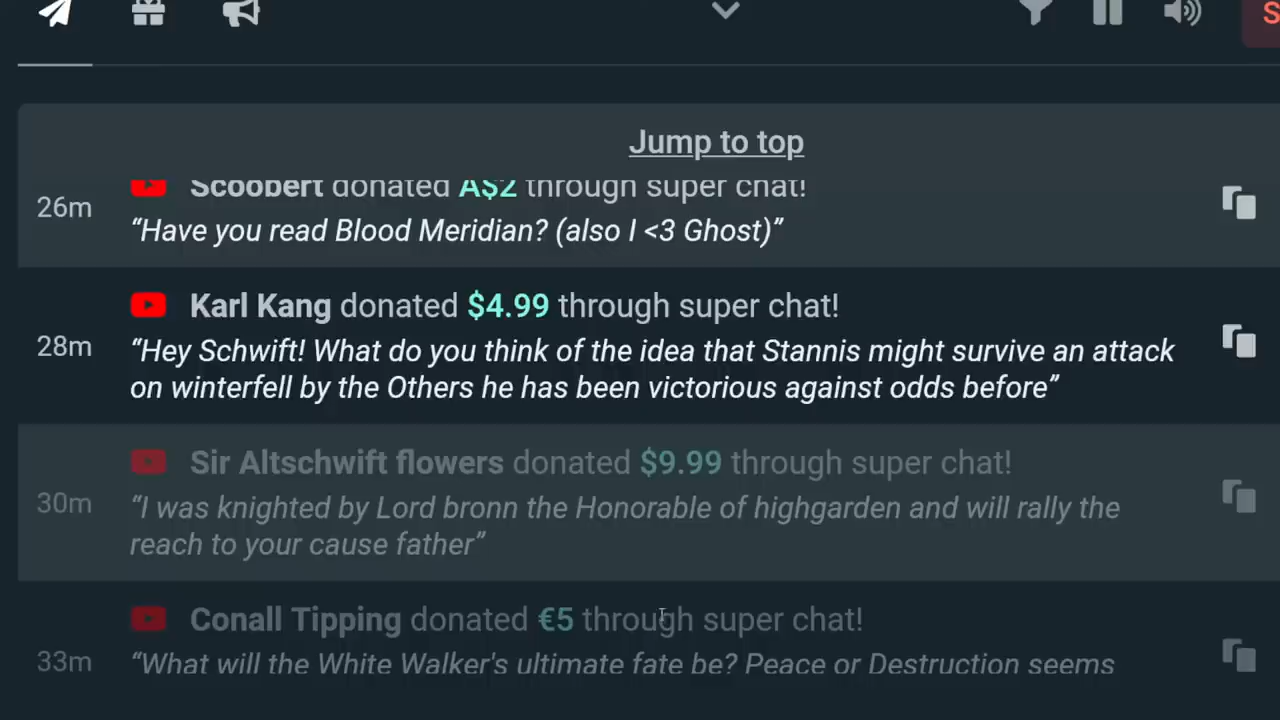 S
Jump to top
Scoobert donated A$2 through super chat!
26m
“Have you read Blood Meridian? (also I <3 Ghost)”
Karl Kang donated $4.99 through super chat!
28m
“Hey Schwift! What do you think of the idea that Stannis might survive an attack
on winterfell by the Others he has been victorious against odds before”
Sir Altschwift flowers donated $9.99 through super chat!
30m
“I was knighted by Lord bronn the Honorable of highgarden and will rally the
reach to your cause father”
Conall Tipping donated €5 through super chat!
33m
“What will the White Walker's ultimate fate be? Peace or Destruction seems